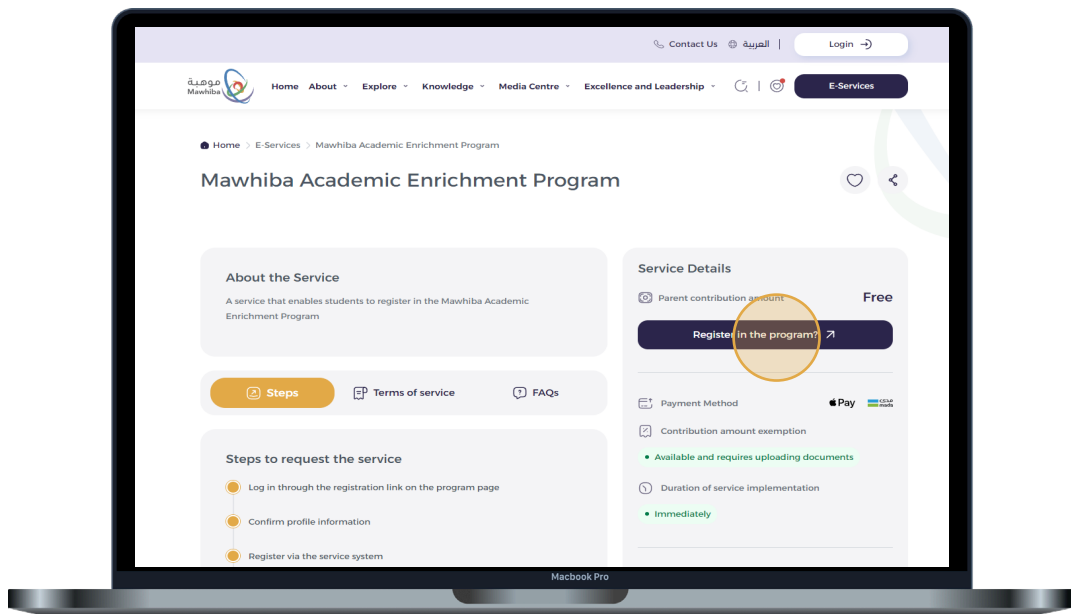 Contact Us
العربية
Login
موهبة
Mawhiba
Home
About
Explore
Knowledge
Media Centre
Excellence and Leadership
E-Services
Home
E-Services
Mawhiba Academic Enrichment Program
Mawhiba Academic Enrichment Program
About the Service
A service that enables students to register in the Mawhiba Academic
Enrichment Program
Steps
Terms of service
FAQs
Steps to request the service
Log in through the registration link on the program page
Confirm profile information
Register via the service system
Service Details
Parent contribution amount
Free
Register in the program?
Payment Method
Pay
مدى
mada
Contribution amount exemption
Available and requires uploading documents
Duration of service implementation
Immediately
Macbook Pro